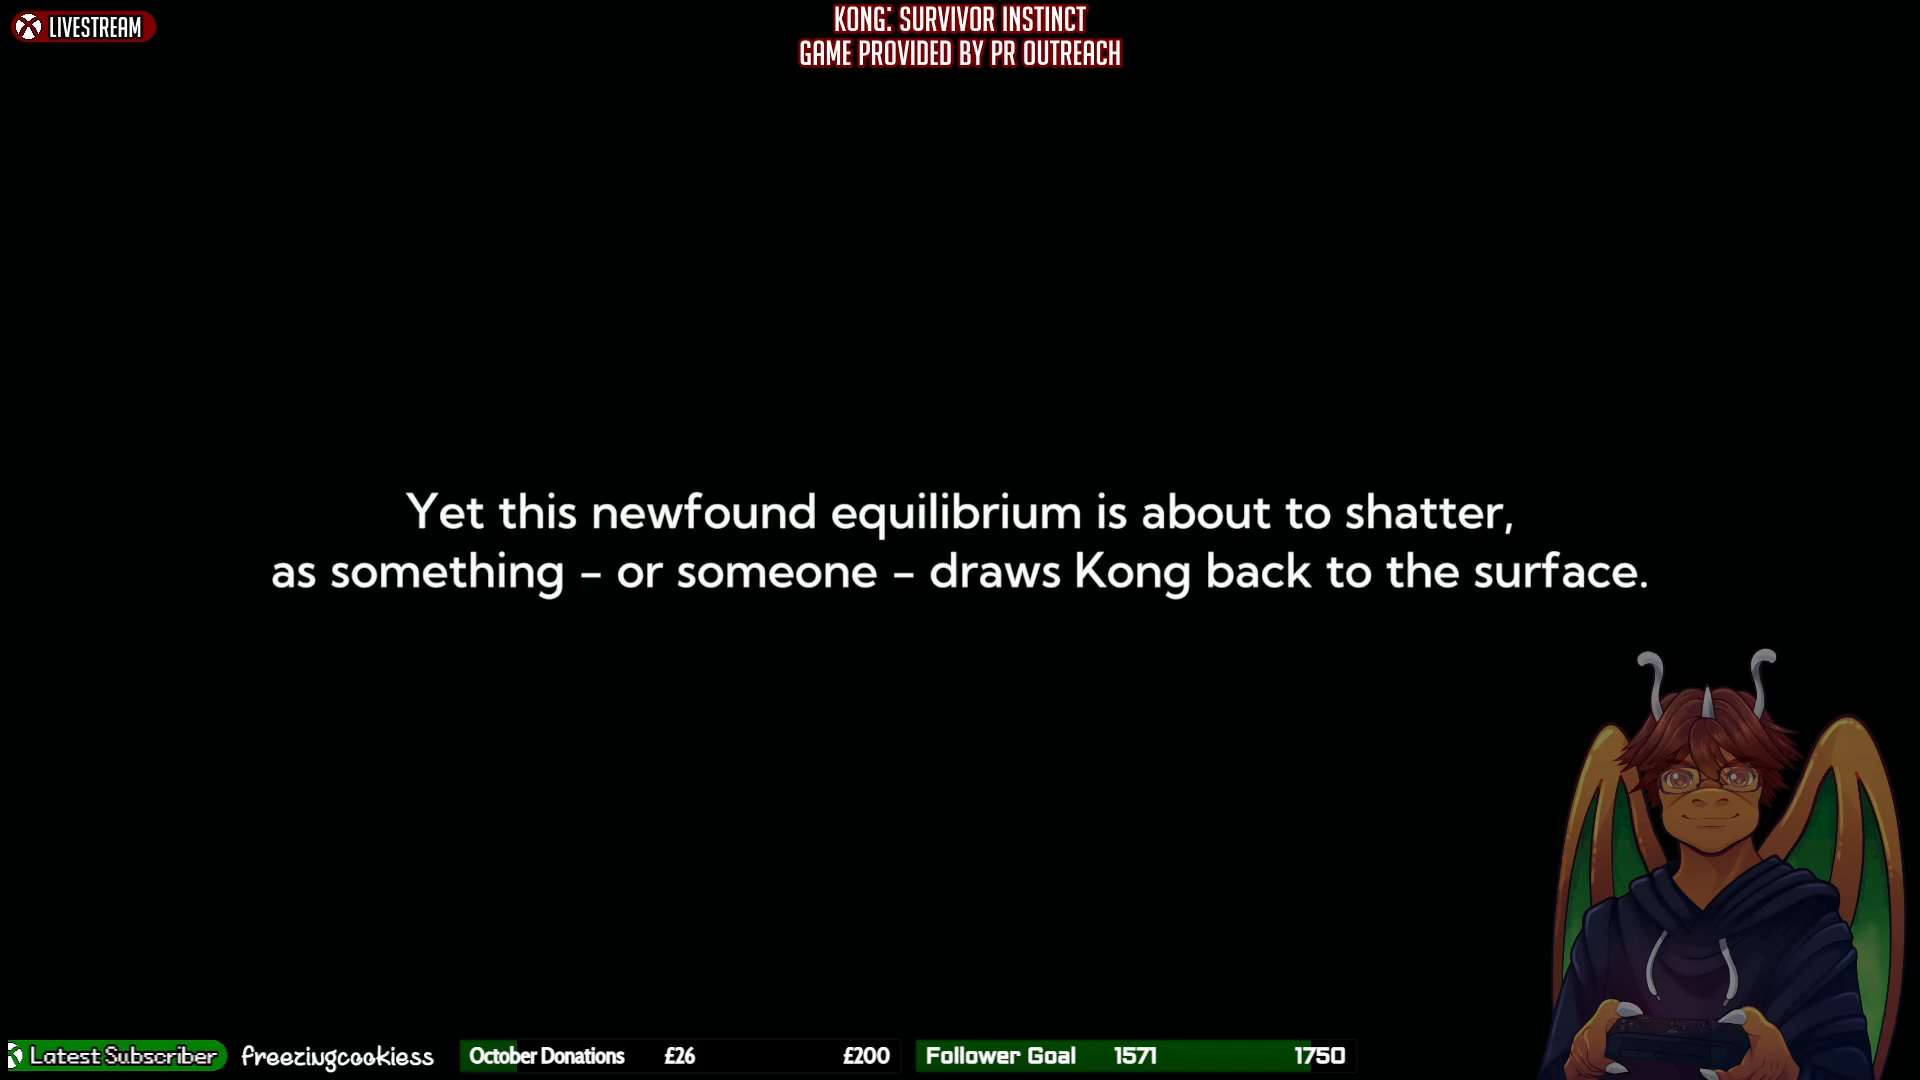 LIVESTREAM
KONG: SURVIVOR INSTINCT
GAME PROVIDED BY PR OUTREACH
Yet this newfound equilibrium is about to shatter,
as something – or someone – draws Kong back to the surface.
Latest Subscriber freezingcookiess October Donations £26 £200 Follower Goal 1571 1750